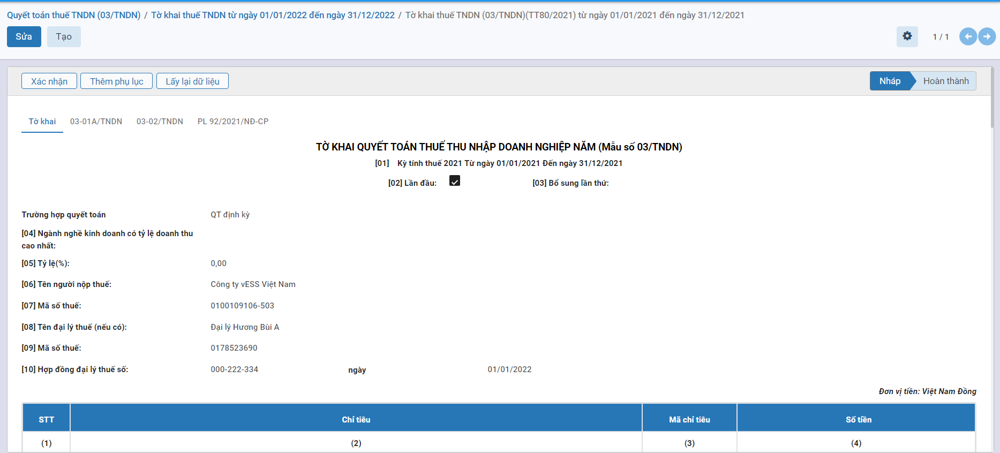 Quyết toán thuế TNDN (03/TNDN) / Tờ khai thuế TNDN từ ngày 01/01/2022 đến ngày 31/12/2022 / Tờ khai thuế TNDN (03/TNDN)(TT80/2021) từ ngày 01/01/2021 đến ngày 31/12/2021
Sửa Tạo 1 / 1
Xác nhận Thêm phụ lục Lấy lại dữ liệu Nháp Hoàn thành
Tờ khai 03-01A/TNDN 03-02/TNDN PL 92/2021/NĐ-CP
TỜ KHAI QUYẾT TOÁN THUẾ THU NHẬP DOANH NGHIỆP NĂM (Mẫu số 03/TNDN)
[01] Kỳ tính thuế 2021 Từ ngày 01/01/2021 Đến ngày 31/12/2021
[02] Lần đầu: [03] Bổ sung lần thứ:
Trường hợp quyết toán QT định kỳ
[04] Ngành nghề kinh doanh có tỷ lệ doanh thu
cao nhất:
[05] Tỷ lệ(%): 0,00
[06] Tên người nộp thuế: Công ty vESS Việt Nam
[07] Mã số thuế: 0100109106-503
[08] Tên đại lý thuế (nếu có): Đại lý Hương Bùi A
[09] Mã số thuế: 0178523690
[10] Hợp đồng đại lý thuế số: 000-222-334 ngày 01/01/2022
Đơn vị tiền: Việt Nam Đồng
STT Chỉ tiêu Mã chỉ tiêu Số tiền
(1) (2) (3) (4)